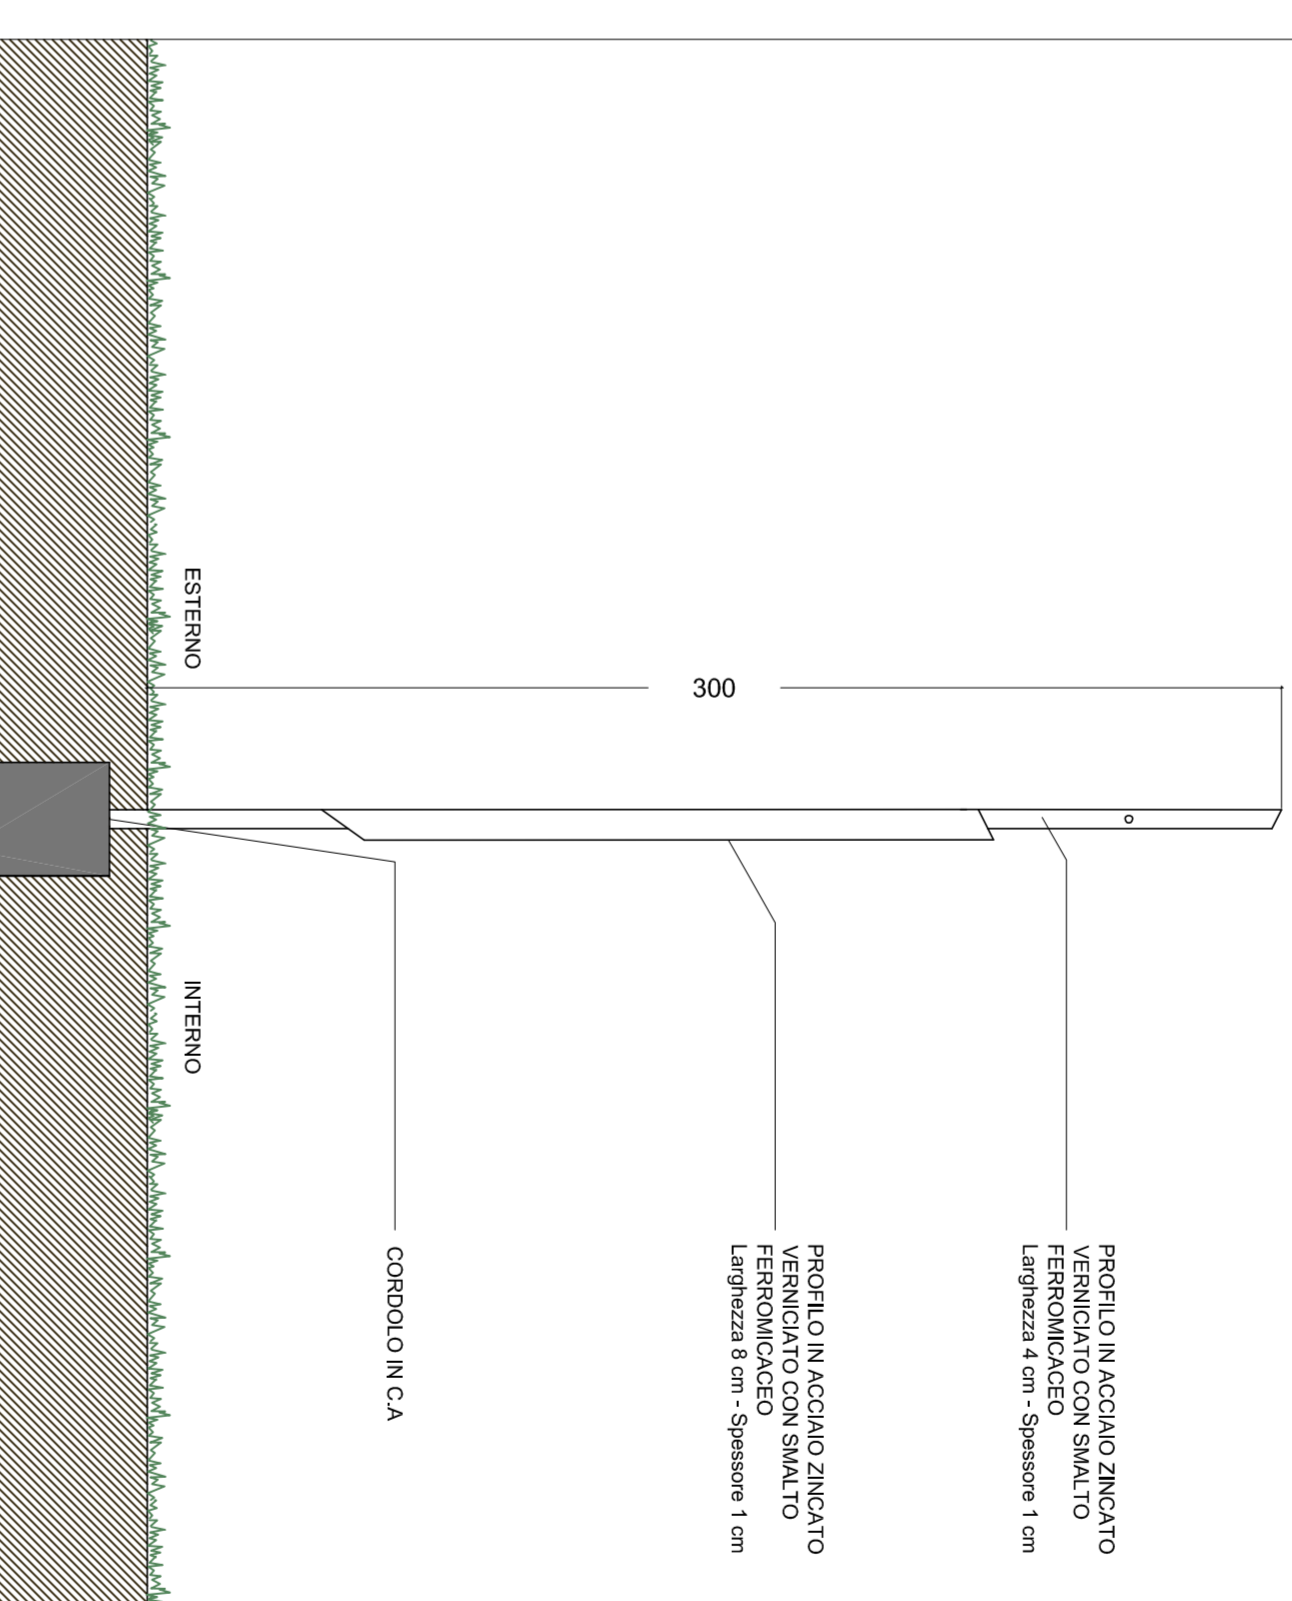 PROFILO IN ACCIAIO ZINCATO
VERNICIATO CON SMALTO
FERROMICACEO
Larghezza 4 cm - Spessore 1 cm
300
PROFILO IN ACCIAIO ZINCATO
VERNICIATO CON SMALTO
FERROMICACEO
Larghezza 8 cm - Spessore 1 cm
CORDOLO IN C.A
ESTERNO
INTERNO